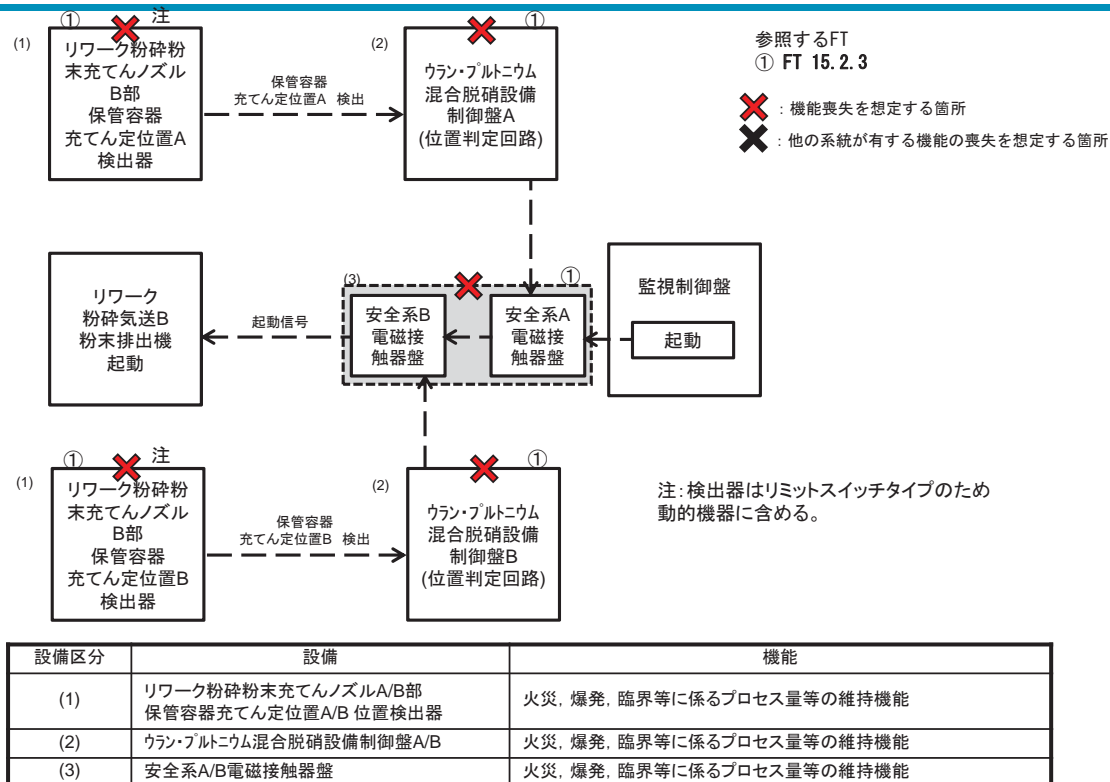 (1)
① 注
リワーク粉砕粉
末充てんノズル
B部
保管容器
充てん定位置A
検出器
保管容器
充てん定位置A 検出
(2)
①
ウラン・プルトニウム
混合脱硝設備
制御盤A
(位置判定回路)
参照するFT
① FT 15.2.3
：機能喪失を想定する箇所
：他の系統が有する機能の喪失を想定する箇所
リワーク
粉砕気送B
粉末排出機
起動
起動信号
(3)
①
安全系B
電磁接
触器盤
安全系A
電磁接
触器盤
監視制御盤
起動
(1)
① 注
リワーク粉砕粉
末充てんノズル
B部
保管容器
充てん定位置B
検出器
保管容器
充てん定位置B 検出
(2)
①
ウラン・プルトニウム
混合脱硝設備
制御盤B
(位置判定回路)
注：検出器はリミットスイッチタイプのため
動的機器に含める。
設備区分 設備 機能
(1) リワーク粉砕粉末充てんノズルA/B部
保管容器充てん定位置A/B 位置検出器 火災，爆発，臨界等に係るプロセス量等の維持機能
(2) ウラン・プルトニウム混合脱硝設備制御盤A/B 火災，爆発，臨界等に係るプロセス量等の維持機能
(3) 安全系A/B電磁接触器盤 火災，爆発，臨界等に係るプロセス量等の維持機能